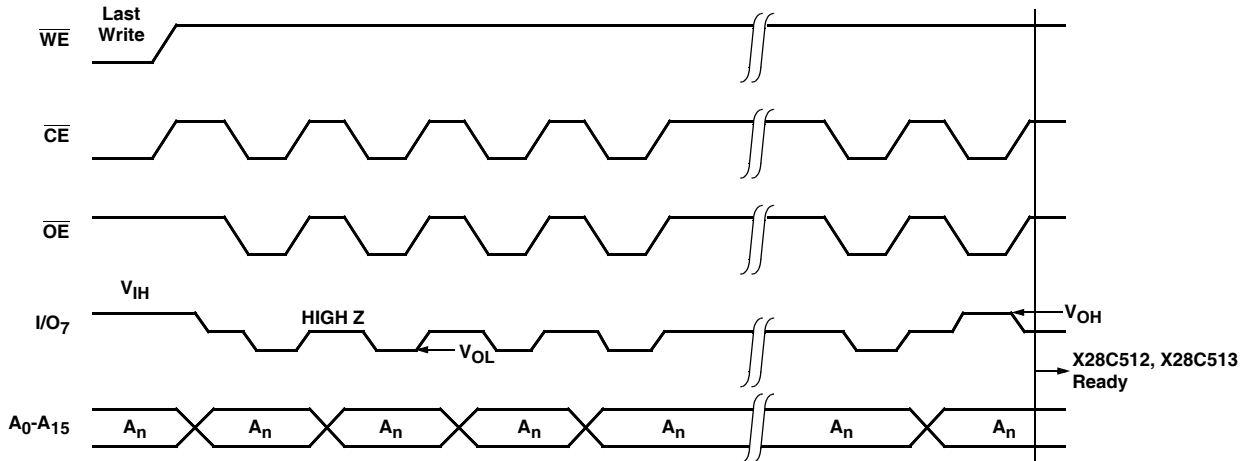 Last
Write
WE
CE
OE
VIH
I/O7
HIGH Z
VOL
VOH
X28C512, X28C513
Ready
A0-A15
An An An An An An An